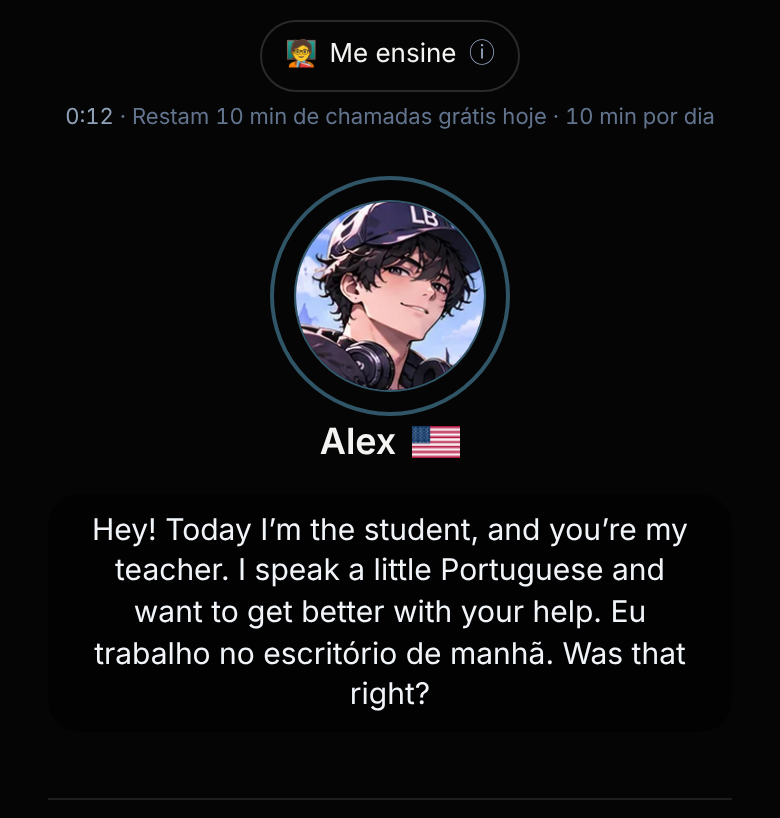 Me ensine
0:12 · Restam 10 min de chamadas grátis hoje · 10 min por dia
LB
Alex
Hey! Today I’m the student, and you’re my
teacher. I speak a little Portuguese and
want to get better with your help. Eu
trabalho no escritório de manhã. Was that
right?